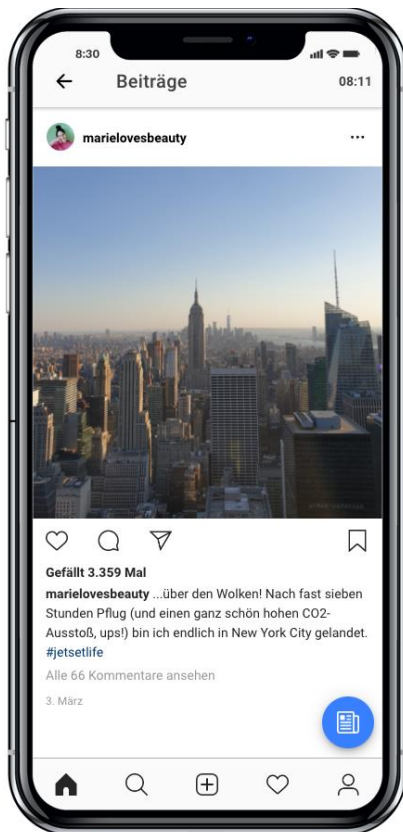 8:30
Beiträge
08:11
marielovesbeauty
Gefällt 3.359 Mal
marielovesbeauty ...über den Wolken! Nach fast sieben
Stunden Pflug (und einen ganz schön hohen CO2-
Ausstoß, ups!) bin ich endlich in New York City gelandet.
#jetsetlife
Alle 66 Kommentare ansehen
3. März